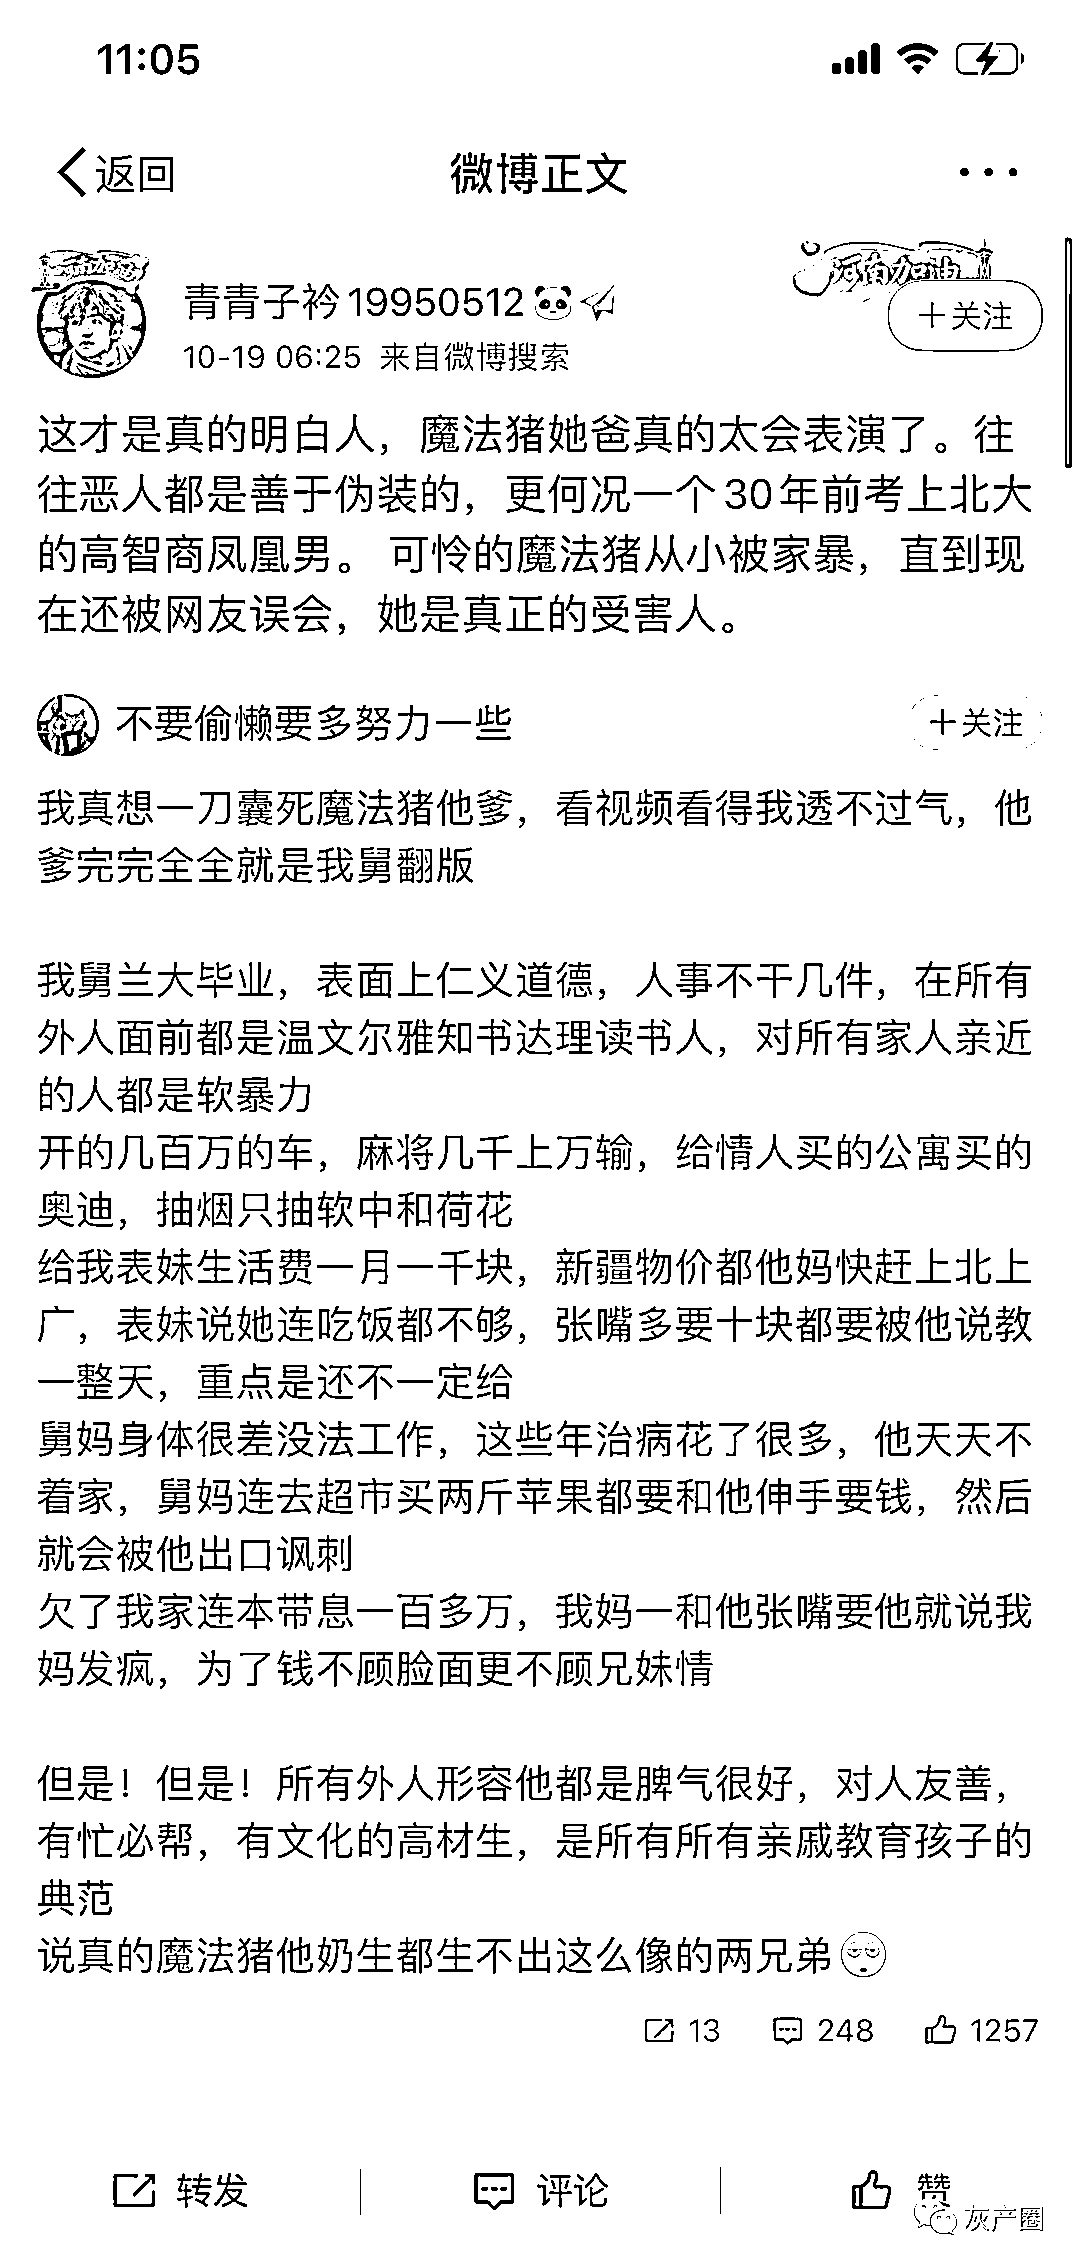 11:05
返回
微博正文
河南加油
青青子衿19950512
+关注
10-19 06:25 来自微博搜索
这才是真的明白人，魔法猪她爸真的太会表演了。往
往恶人都是善于伪装的，更何况一个30年前考上北大
的高智商凤凰男。 可怜的魔法猪从小被家暴，直到现
在还被网友误会，她是真正的受害人。
不要偷懒要多努力一些
+关注
我真想一刀囊死魔法猪他爹，看视频看得我透不过气，他
爹完完全全就是我舅翻版
我舅兰大毕业，表面上仁义道德，人事不干几件，在所有
外人面前都是温文尔雅知书达理读书人，对所有家人亲近
的人都是软暴力
开的几百万的车，麻将几千上万输，给情人买的公寓买的
奥迪，抽烟只抽软中和荷花
给我表妹生活费一月一千块，新疆物价都他妈快赶上北上
广，表妹说她连吃饭都不够，张嘴多要十块都要被他说教
一整天，重点是还不一定给
舅妈身体很差没法工作，这些年治病花了很多，他天天不
着家，舅妈连去超市买两斤苹果都要和他伸手要钱，然后
就会被他出口讽刺
欠了我家连本带息一百多万，我妈一和他张嘴要他就说我
妈发疯，为了钱不顾脸面更不顾兄妹情
但是！但是！所有外人形容他都是脾气很好，对人友善，
有忙必帮，有文化的高材生，是所有所有亲戚教育孩子的
典范
说真的魔法猪他奶生都生不出这么像的两兄弟
13 248 1257
转发 评论 赞
灰产圈